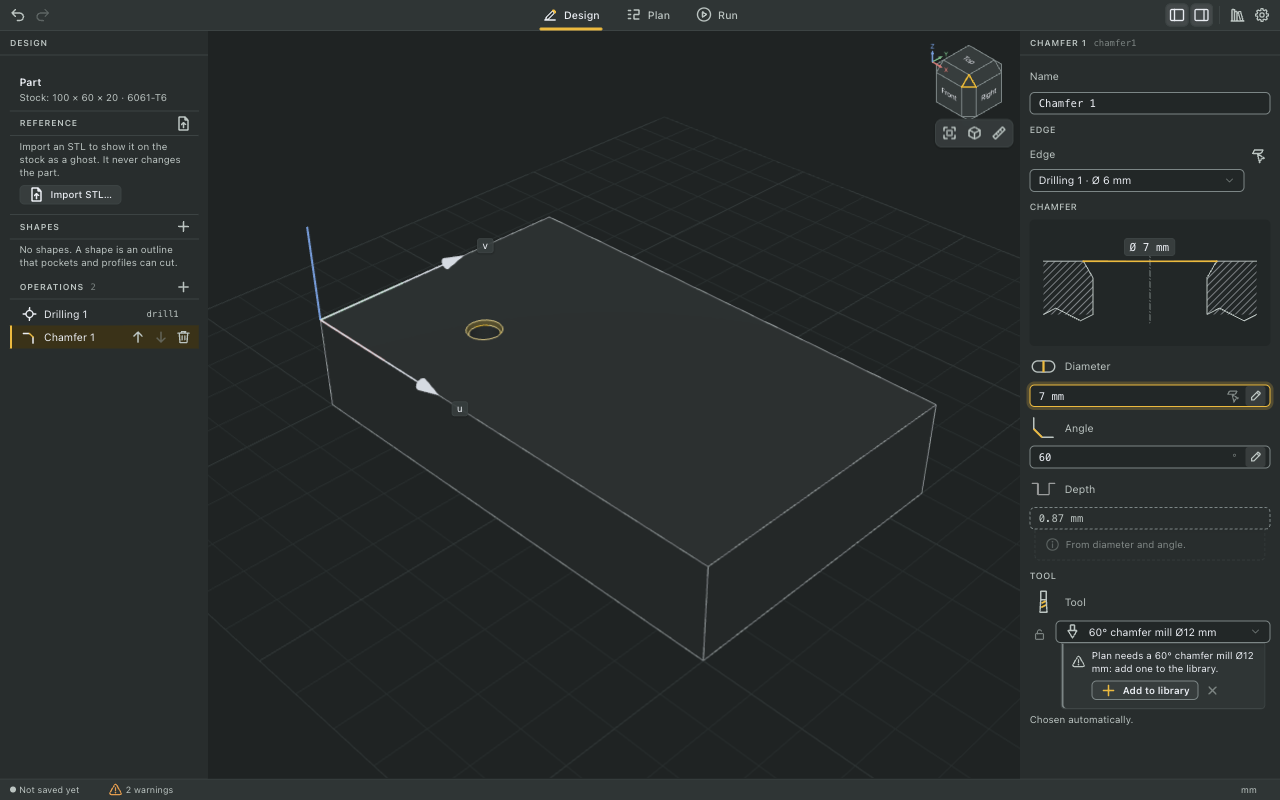 Design
Plan
Run
DESIGN
Part
Stock: 100 × 60 × 20 · 6061-T6
REFERENCE
Import an STL to show it on the
stock as a ghost. It never changes
the part.
Import STL…
SHAPES
No shapes. A shape is an outline
that pockets and profiles can cut.
OPERATIONS 2
Drilling 1 drill1
Chamfer 1
v
u
Z
Y
X
Top
Front
Right
CHAMFER 1 chamfer1
Name
Chamfer 1
EDGE
Edge
Drilling 1 · Ø 6 mm
CHAMFER
Ø 7 mm
Diameter
7 mm
Angle
60 °
Depth
0.87 mm
From diameter and angle.
TOOL
Tool
60° chamfer mill Ø12 mm
Plan needs a 60° chamfer mill Ø12
mm: add one to the library.
Add to library
Chosen automatically.
Not saved yet
2 warnings
mm